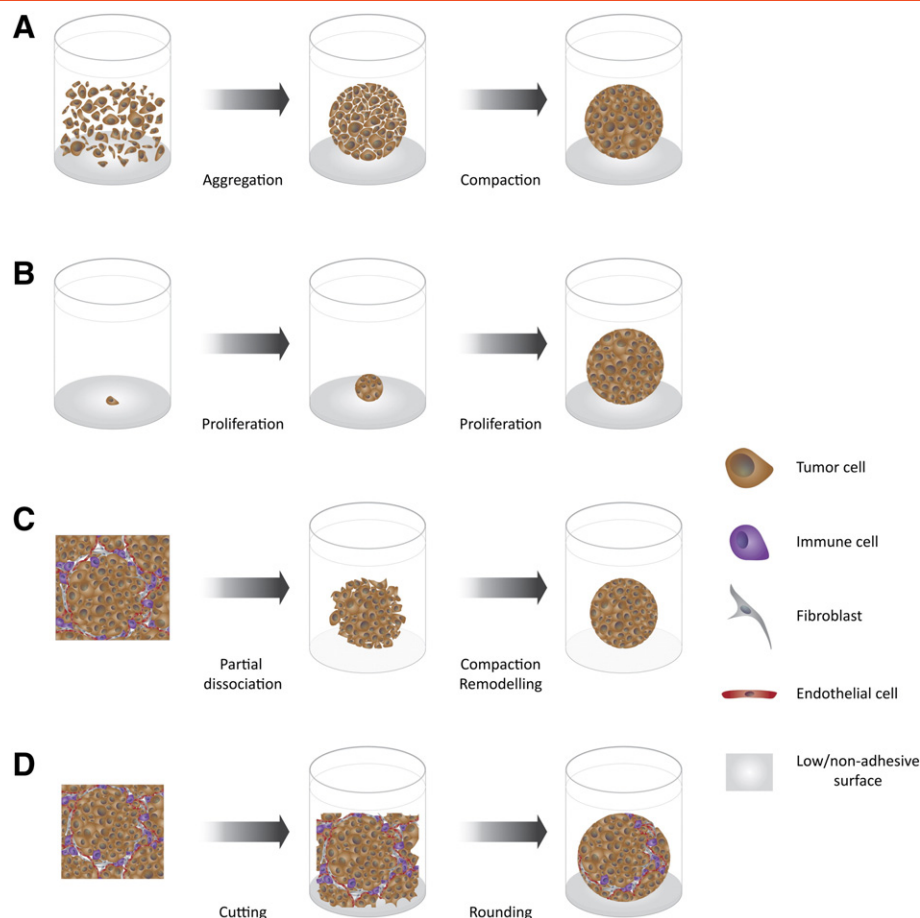 A
Aggregation
Compaction
B
Proliferation
Proliferation
Tumor cell
C
Immune cell
Fibroblast
Partial
dissociation
Compaction
Remodelling
Endothelial cell
D
Low/non-adhesive
surface
Cutting
Rounding